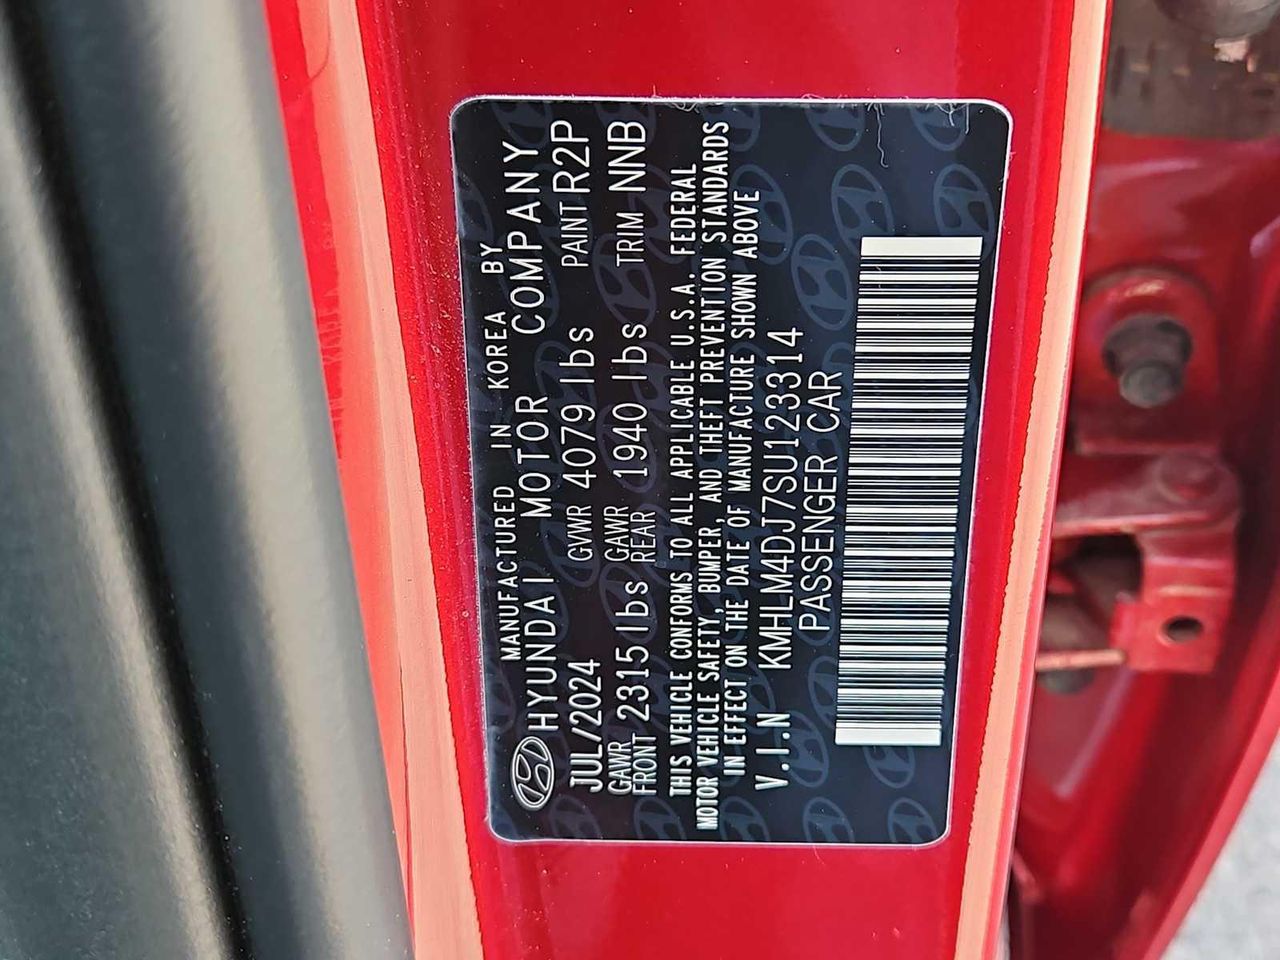 MANUFACTURED IN KOREA BY
HYUNDAI MOTOR COMPANY
JUL/2024 GVWR 4079 lbs PAINT R2P
GAWR FRONT 2315 lbs GAWR REAR 1940 lbs TRIM NNB
THIS VEHICLE CONFORMS TO ALL APPLICABLE U.S.A. FEDERAL
MOTOR VEHICLE SAFETY, BUMPER, AND THEFT PREVENTION STANDARDS
IN EFFECT ON THE DATE OF MANUFACTURE SHOWN ABOVE
V.I.N KMHLM4DJ7SU123314
PASSENGER CAR